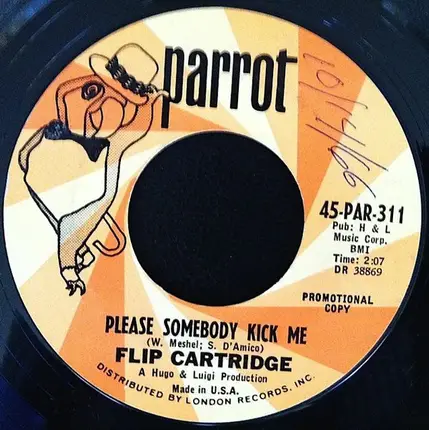 parrot
10/14/66
45-PAR-311
Pub: H & L
Music Corp.
BMI
Time: 2:07
DR 38869
PROMOTIONAL
COPY
PLEASE SOMEBODY KICK ME
(W. Meshel; S. D'Amico)
FLIP CARTRIDGE
A Hugo & Luigi Production
Made in U.S.A.
DISTRIBUTED BY LONDON RECORDS, INC.